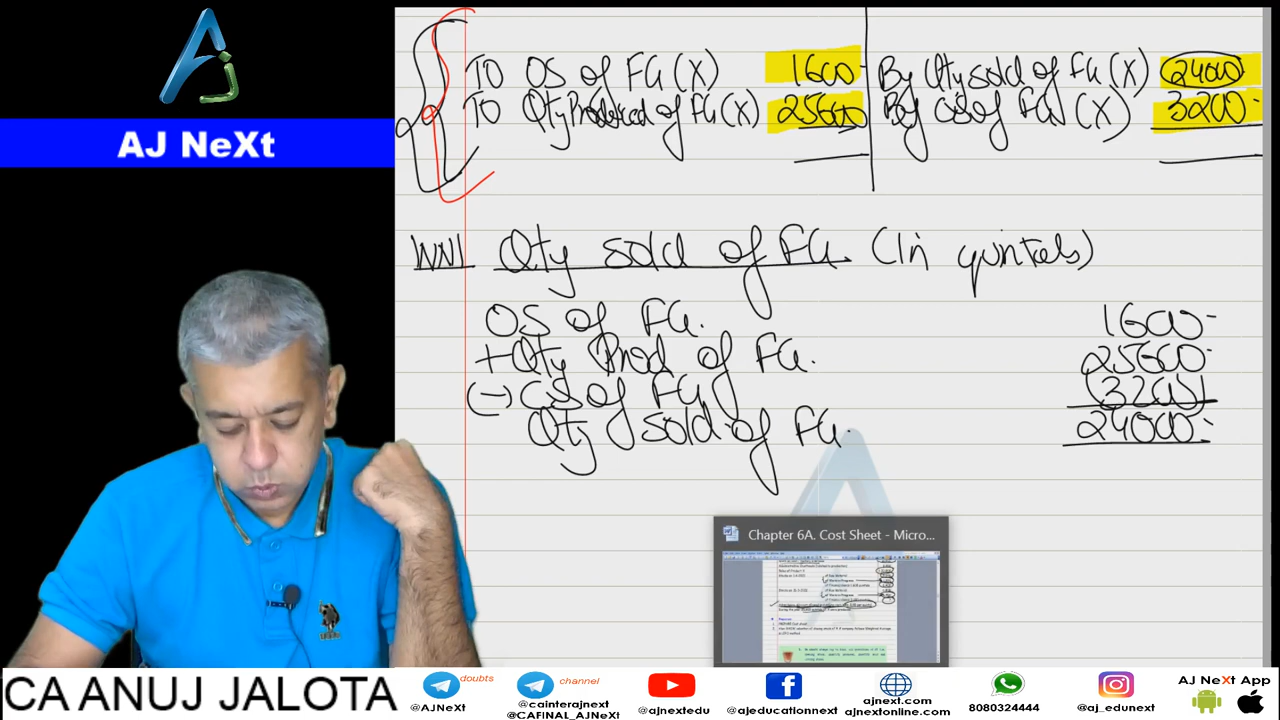 AJ NeXt
TO OS of FG (X) 1600 By Qty sold of FG (X) 24000
TO Qty Produced of FG (X) 25600 By CS of FG (X) 3200
WN1 Qty sold of FG. (In quintals)
OS of FG. 1600
+ Qty Prod of FG. 25600
(-) CS of FG (3200)
Qty sold of FG. 24000
Chapter 6A. Cost Sheet - Micro...
CA ANUJ JALOTA
doubts
@AJNeXt
channel
@cainterajnext
@CAFINAL_AJNeXt
@ajnextedu
@ajeducationnext
ajnext.com
ajnextonline.com
8080324444
@aj_edunext
AJ NeXt App